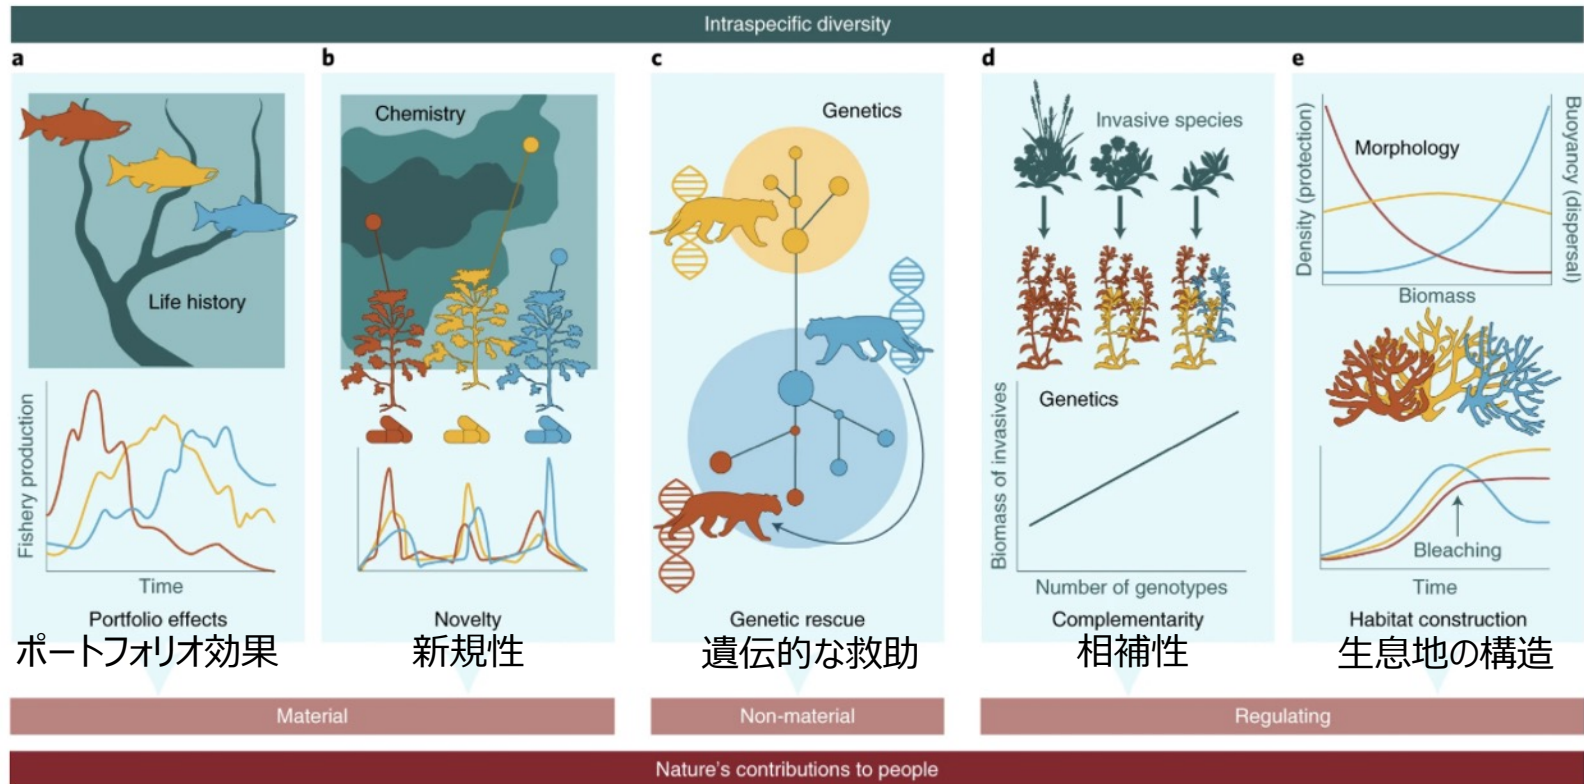 Intraspecific diversity
a
Life history
Fishery production
Time
Portfolio effects
ポートフォリオ効果
b
Chemistry
Novelty
新規性
c
Genetics
Genetic rescue
遺伝的な救助
d
Invasive species
Genetics
Biomass of invasives
Number of genotypes
Complementarity
相補性
e
Density (protection)
Morphology
Buoyancy (dispersal)
Biomass
Bleaching
Time
Habitat construction
生息地の構造
Material
Non-material
Regulating
Nature's contributions to people